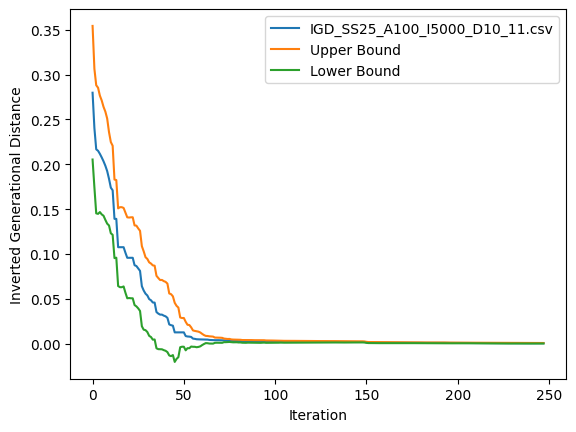 IGD_SS25_A100_I5000_D10_11.csv
Upper Bound
Lower Bound
Inverted Generational Distance
0.35
0.30
0.25
0.20
0.15
0.10
0.05
0.00
0
50
100
150
200
250
Iteration